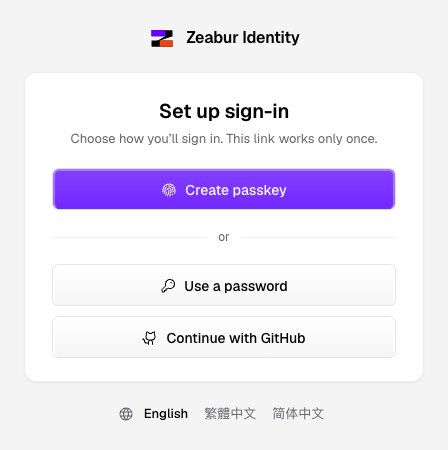 Zeabur Identity
Set up sign-in
Choose how you’ll sign in. This link works only once.
Create passkey
or
Use a password
Continue with GitHub
English 繁體中文 简体中文